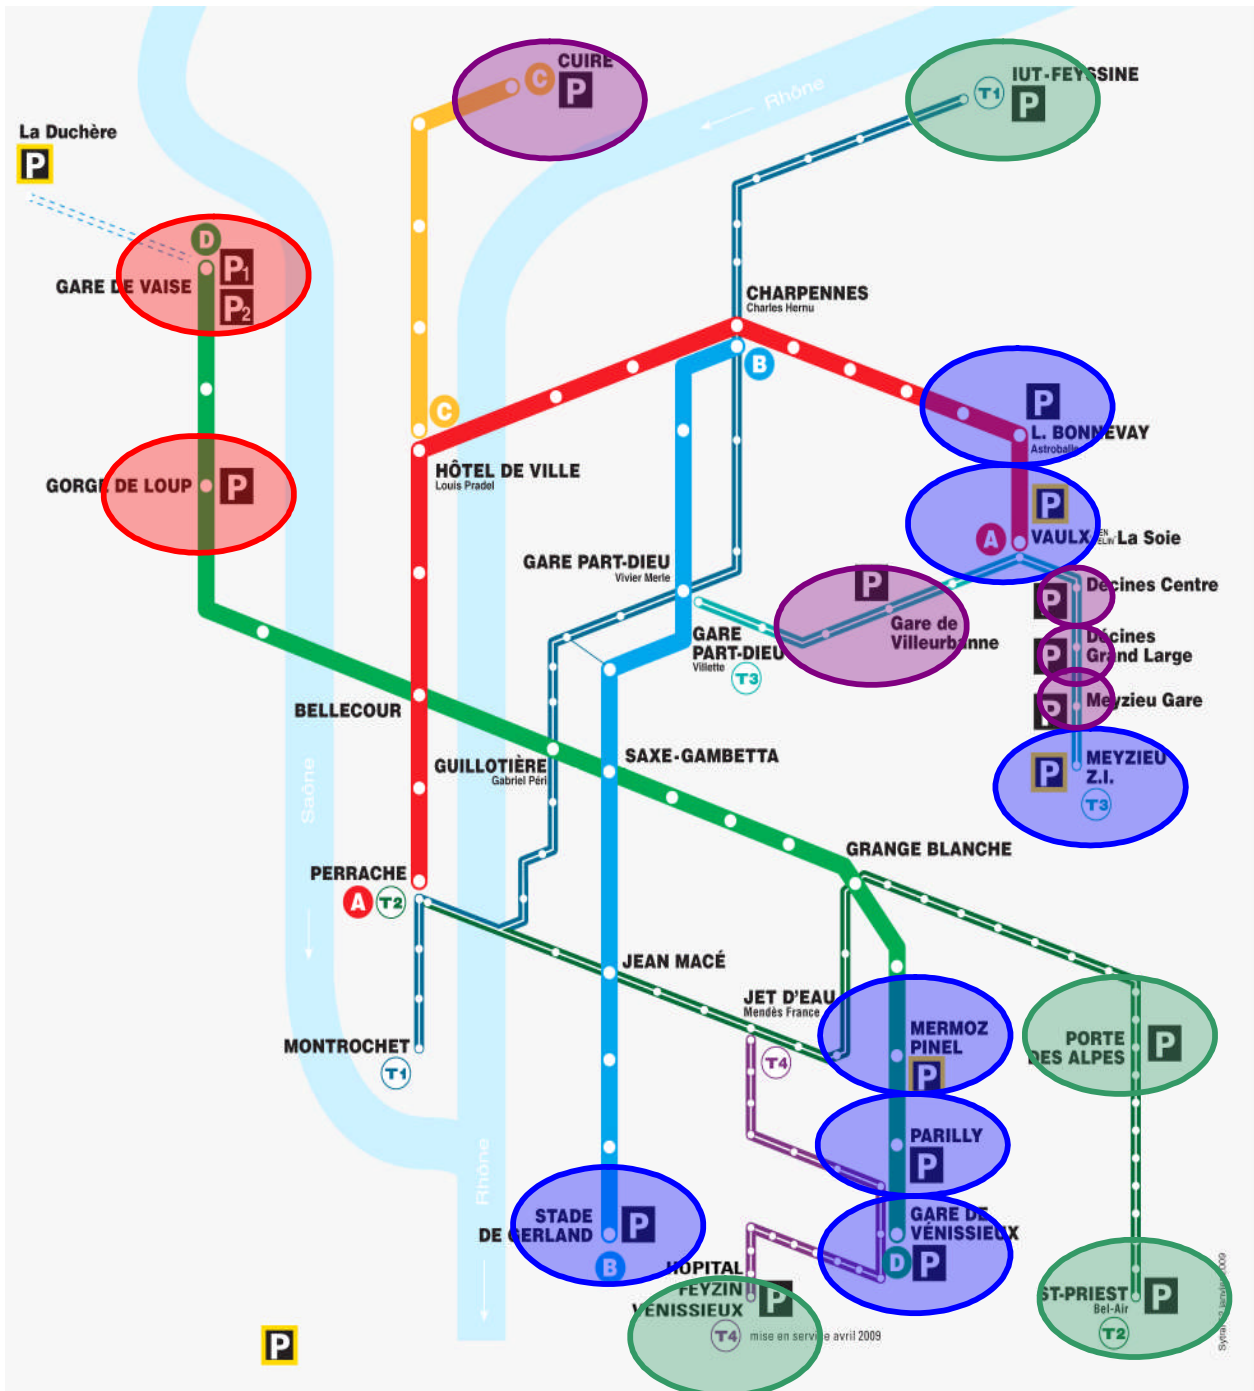 CUIRE
C
P
IUT-FEYSSINE
T1
P
Rhône
La Duchère
P
D
P1
GARE DE VAISE
P2
CHARPENNES
Charles Hernu
B
C
P
L. BONNEVAY
Astroballe
HÔTEL DE VILLE
Louis Pradel
GORGE DE LOUP
P
P
A
VAULX EN VELIN La Soie
GARE PART-DIEU
Vivier Merle
P
Décines Centre
P
Gare de
Villeurbanne
GARE
PART-DIEU
Villette
T3
Décines
Grand Large
P
Meyzieu Gare
P
BELLECOUR
SAXE-GAMBETTA
GUILLOTIÈRE
Gabriel Péri
MEYZIEU
Z.I.
P
T3
Saône
GRANGE BLANCHE
PERRACHE
A
T2
JEAN MACÉ
JET D'EAU
Mendès France
MONTROCHET
T1
T4
MERMOZ
PINEL
P
PORTE
DES ALPES
P
PARILLY
P
Rhône
STADE
DE GERLAND
P
B
GARE DE
VÉNISSIEUX
D
P
HÔPITAL
FEYZIN
VÉNISSIEUX
P
T4
mise en service avril 2009
ST-PRIEST
Bel-Air
P
T2
P